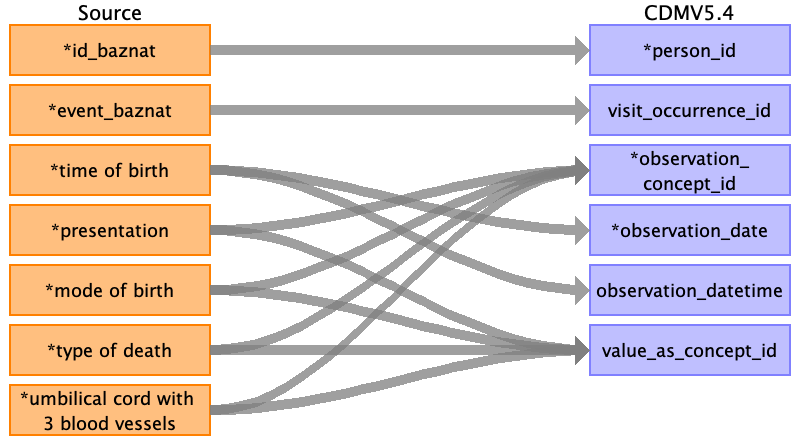 Source
CDMV5.4
*id_baznat
*person_id
*event_baznat
visit_occurrence_id
*time of birth
*observation_
concept_id
*presentation
*observation_date
*mode of birth
observation_datetime
*type of death
value_as_concept_id
*umbilical cord with
3 blood vessels